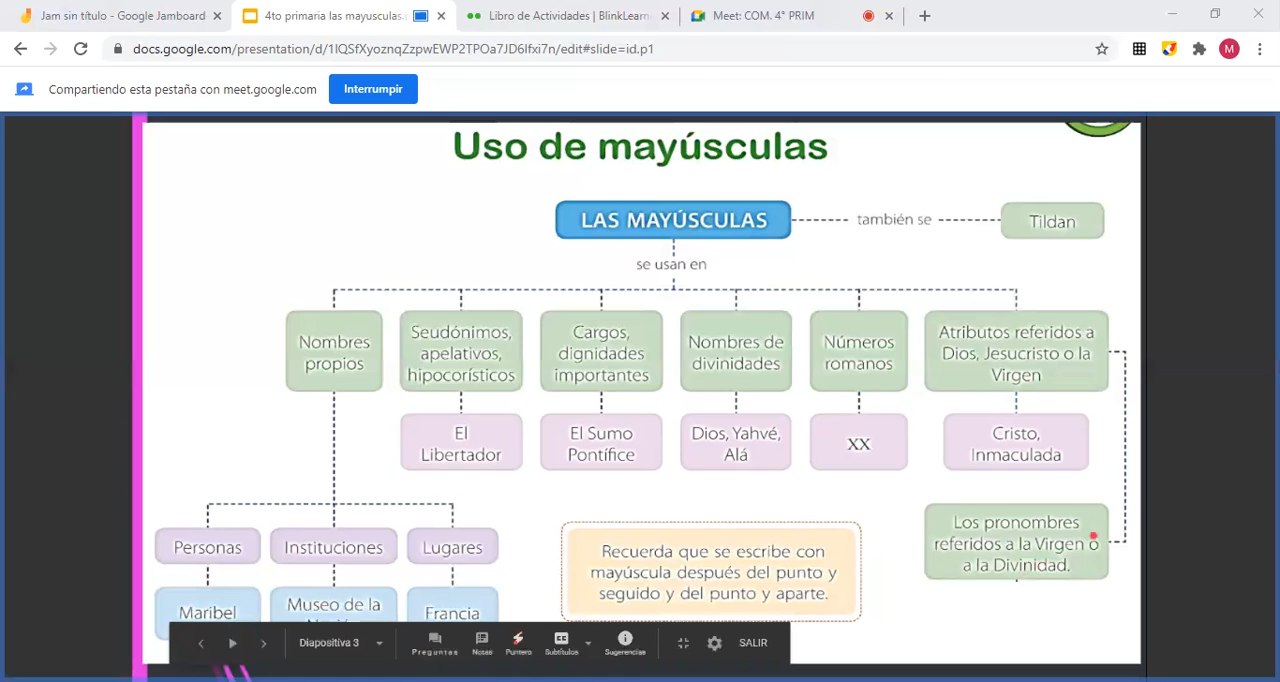 Jam sin título - Google Jamboard
4to primaria las mayusculas.
Libro de Actividades | BlinkLearn
Meet: COM. 4° PRIM
docs.google.com/presentation/d/1IQSfXyoznqZzpwEWP2TPOa7JD6Ifxi7n/edit#slide=id.p1
M
Compartiendo esta pestaña con meet.google.com
Interrumpir
Uso de mayúsculas
LAS MAYÚSCULAS
también se
Tildan
se usan en
Nombres
propios
Seudónimos,
apelativos,
hipocorísticos
Cargos,
dignidades
importantes
Nombres de
divinidades
Números
romanos
Atributos referidos a
Dios, Jesucristo o la
Virgen
El
Libertador
El Sumo
Pontífice
Dios, Yahvé,
Alá
XX
Cristo,
Inmaculada
Los pronombres
referidos a la Virgen o
a la Divinidad.
Personas
Instituciones
Lugares
Recuerda que se escribe con
mayúscula después del punto y
seguido y del punto y aparte.
Maribel
Museo de la
Francia
Diapositiva 3
Preguntas
Notas
Puntero
CC
Subtítulos
Sugerencias
SALIR